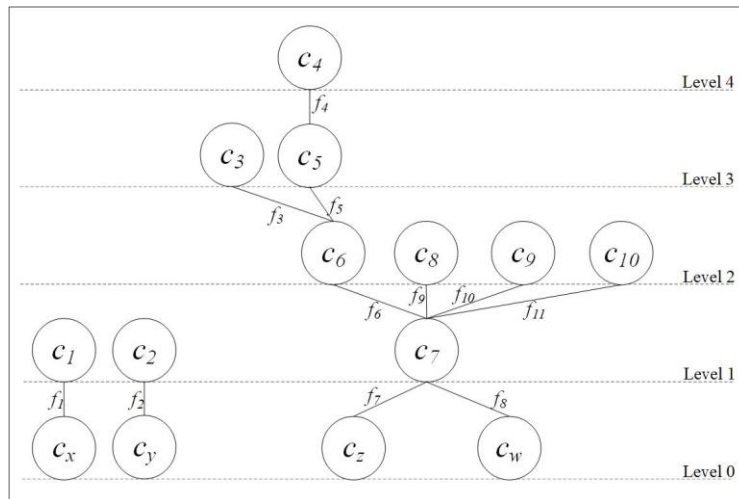 c4
Level 4
f4
c3 c5
Level 3
f3 f5
c6 c8 c9 c10
Level 2
f6 f9 f10 f11
c1 c2 c7
Level 1
f1 f2 f7 f8
cx cy cz cw
Level 0